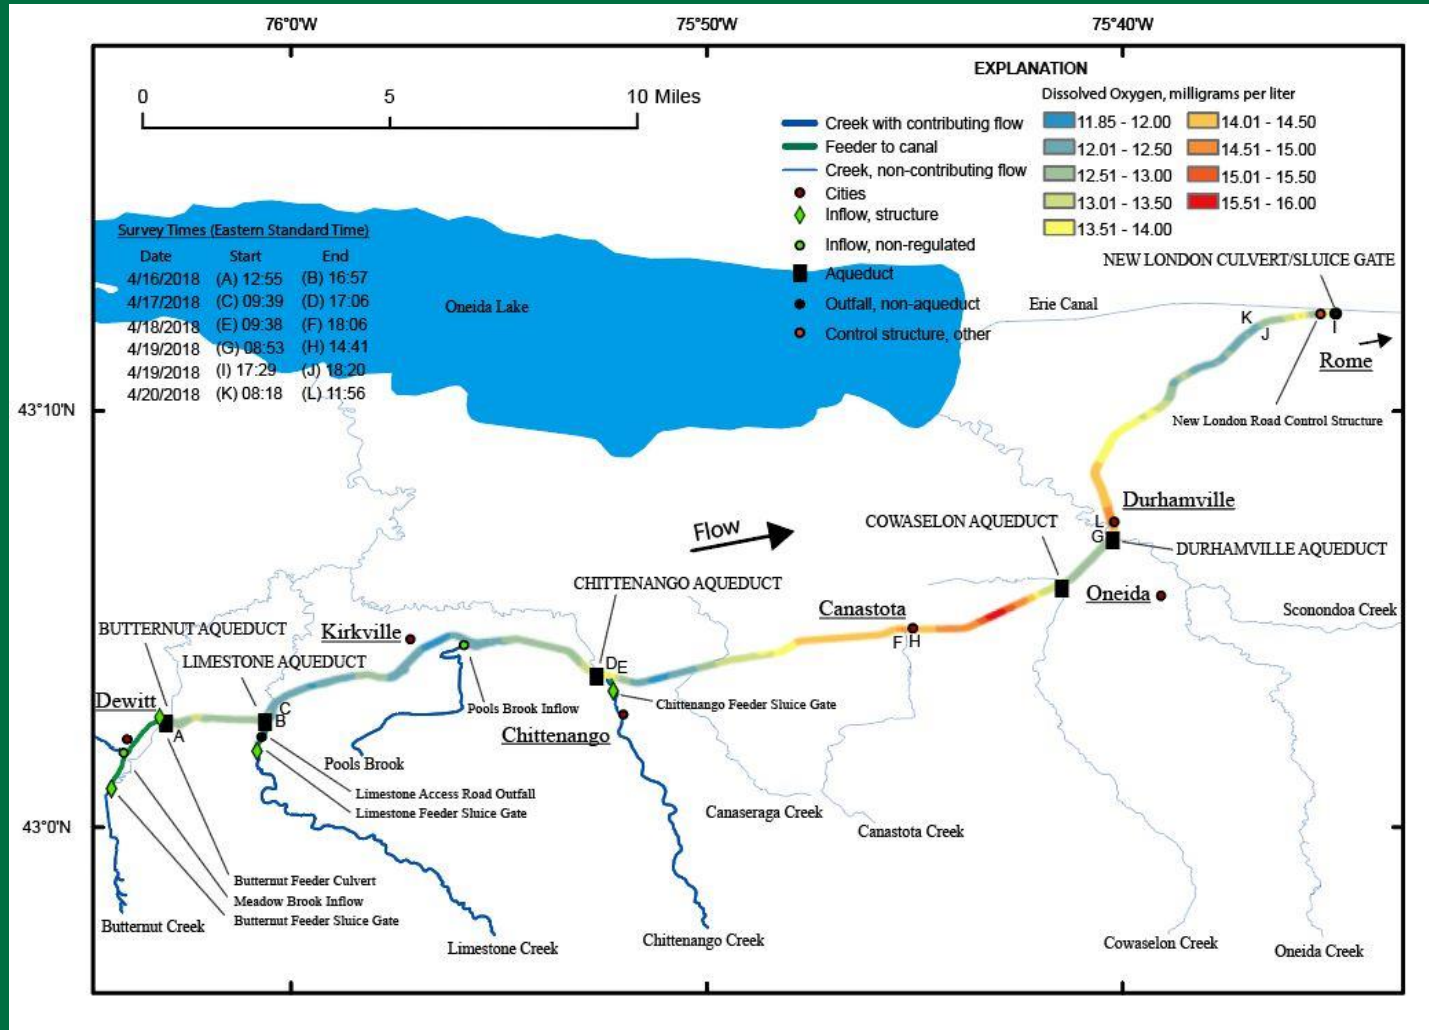 76°0'W 75°50'W 75°40'W
EXPLANATION
0 5 10 Miles
Creek with contributing flow
Feeder to canal
Creek, non-contributing flow
Cities
Inflow, structure
Inflow, non-regulated
Aqueduct
Outfall, non-aqueduct
Control structure, other
Dissolved Oxygen, milligrams per liter
11.85 - 12.00 14.01 - 14.50
12.01 - 12.50 14.51 - 15.00
12.51 - 13.00 15.01 - 15.50
13.01 - 13.50 15.51 - 16.00
13.51 - 14.00
Survey Times (Eastern Standard Time)
Date Start End
4/16/2018 (A) 12:55 (B) 16:57
4/17/2018 (C) 09:39 (D) 17:06
4/18/2018 (E) 09:38 (F) 18:06
4/19/2018 (G) 08:53 (H) 14:41
4/19/2018 (I) 17:29 (J) 18:20
4/20/2018 (K) 08:18 (L) 11:56
Oneida Lake
NEW LONDON CULVERT/SLUICE GATE
Erie Canal
K
J
I
Rome
43°10'N
New London Road Control Structure
Durhamville
L
G
COWASELON AQUEDUCT
DURHAMVILLE AQUEDUCT
Flow
CHITTENANGO AQUEDUCT
Oneida
Canastota
Sconondoa Creek
F H
BUTTERNUT AQUEDUCT
Kirkville
LIMESTONE AQUEDUCT
D E
Dewitt
C
B
A
Pools Brook Inflow
Chittenango Feeder Sluice Gate
Chittenango
Pools Brook
Limestone Access Road Outfall
Limestone Feeder Sluice Gate
Canaseraga Creek
Canastota Creek
43°0'N
Butternut Feeder Culvert
Meadow Brook Inflow
Butternut Feeder Sluice Gate
Butternut Creek
Limestone Creek
Chittenango Creek
Cowaselon Creek
Oneida Creek